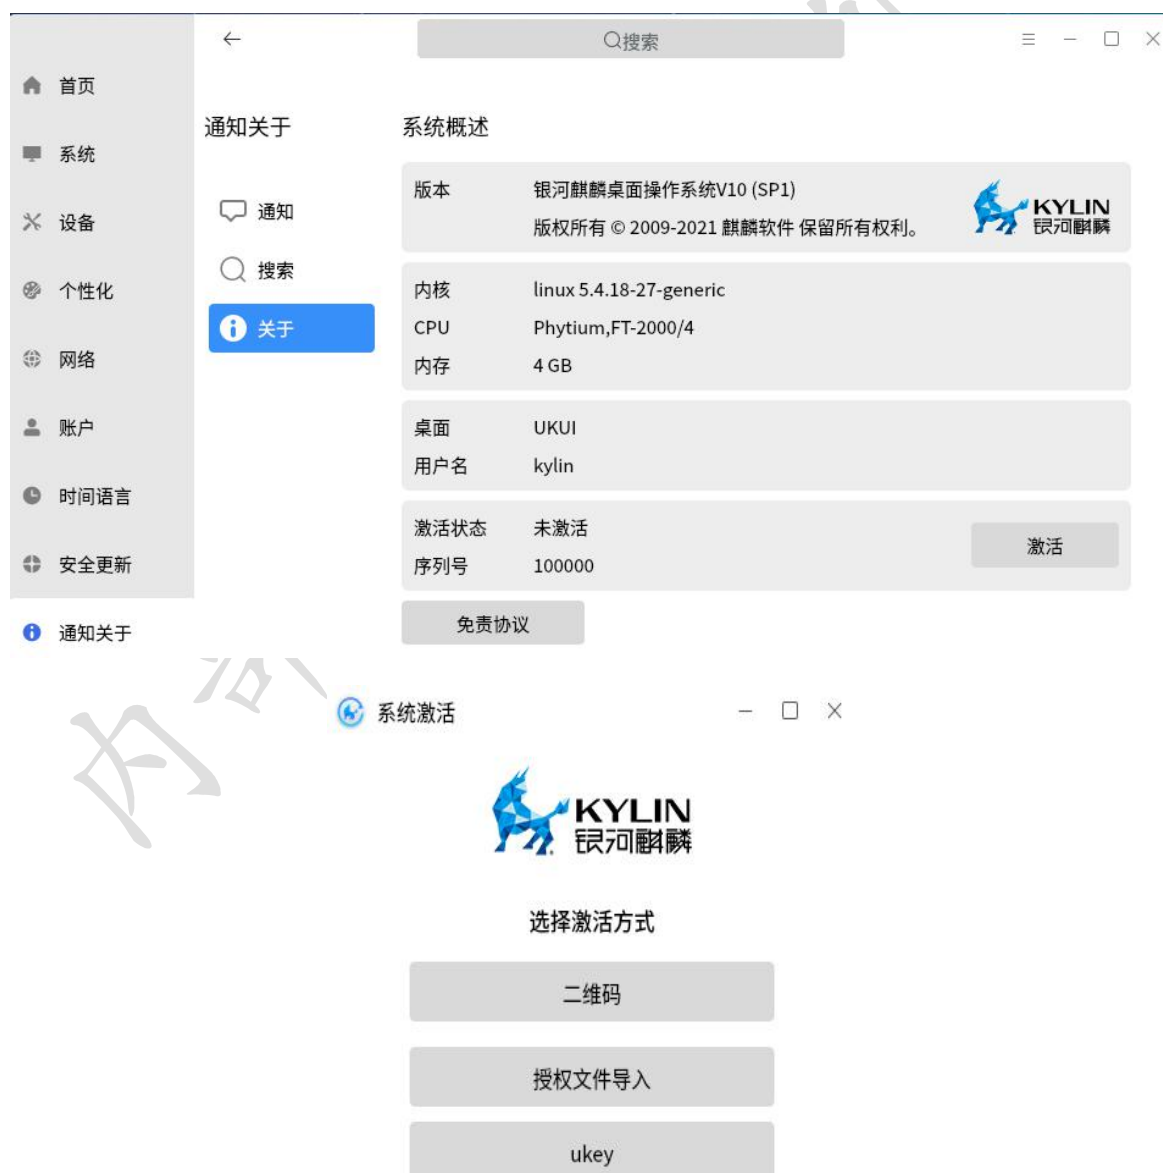 搜索
首页
系统
设备
个性化
网络
账户
时间语言
安全更新
通知关于
通知关于
通知
搜索
关于
系统概述
版本 银河麒麟桌面操作系统V10 (SP1)
版权所有 © 2009-2021 麒麟软件 保留所有权利。
KYLIN
银河麒麟
内核 linux 5.4.18-27-generic
CPU Phytium,FT-2000/4
内存 4 GB
桌面 UKUI
用户名 kylin
激活状态 未激活
序列号 100000
激活
免责协议
内部
系统激活
KYLIN
银河麒麟
选择激活方式
二维码
授权文件导入
ukey